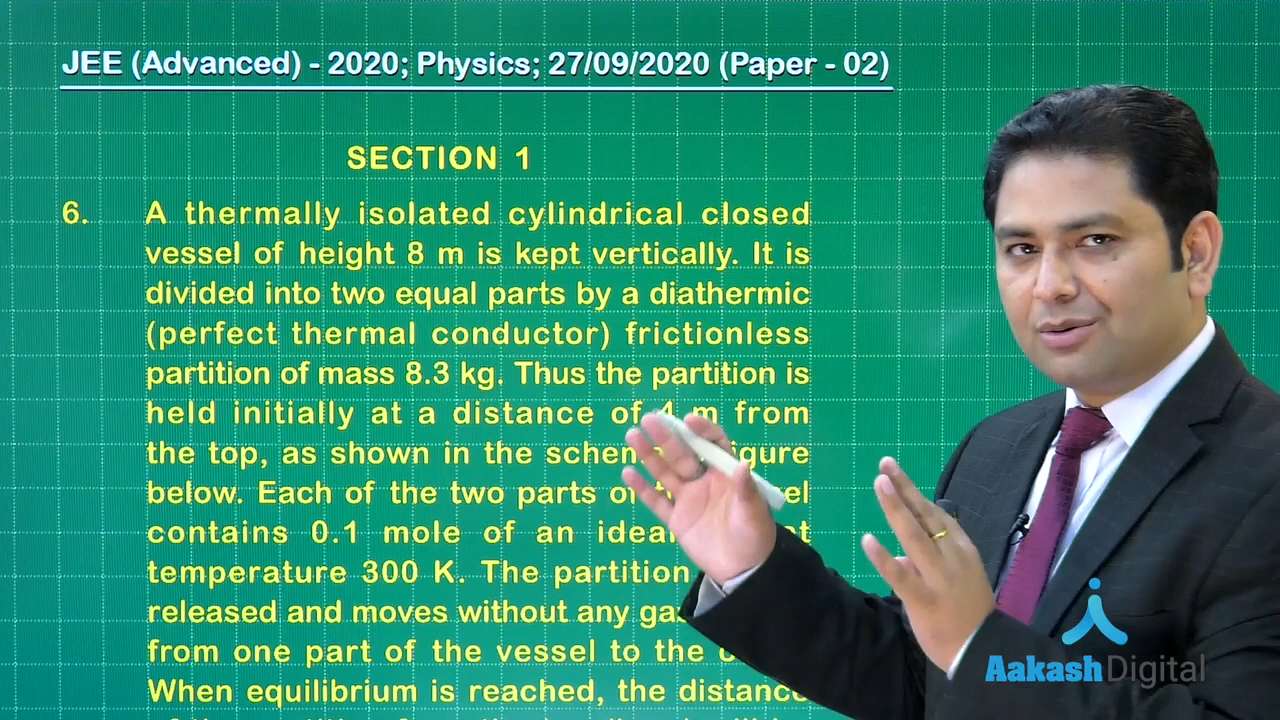 JEE (Advanced) - 2020; Physics; 27/09/2020 (Paper - 02)
SECTION 1
6. A thermally isolated cylindrical closed
vessel of height 8 m is kept vertically. It is
divided into two equal parts by a diathermic
(perfect thermal conductor) frictionless
partition of mass 8.3 kg. Thus the partition is
held initially at a distance of 4 m from
the top, as shown in the
below. Each of the two parts
contains 0.1 mole of an
temperature 300 K. The partition
released and moves without any
from one part of the vessel to the
When equilibrium is reached, the distance
Aakash Digital